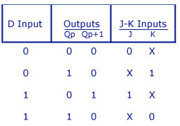 D Input Outputs J-K Inputs
Qp Qp+1 J K
0 0 0 0 X
0 1 0 X 1
1 0 1 1 X
1 1 0 X 0